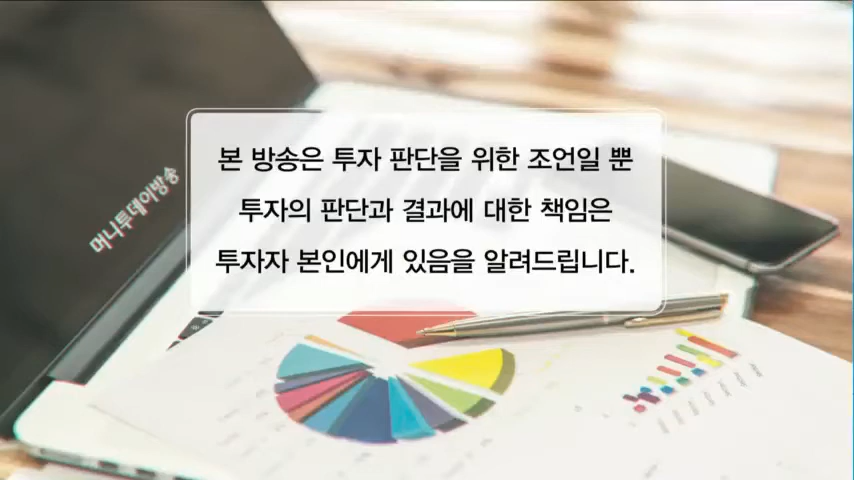 본 방송은 투자 판단을 위한 조언일 뿐
투자의 판단과 결과에 대한 책임은
투자자 본인에게 있음을 알려드립니다.
머니투데이방송